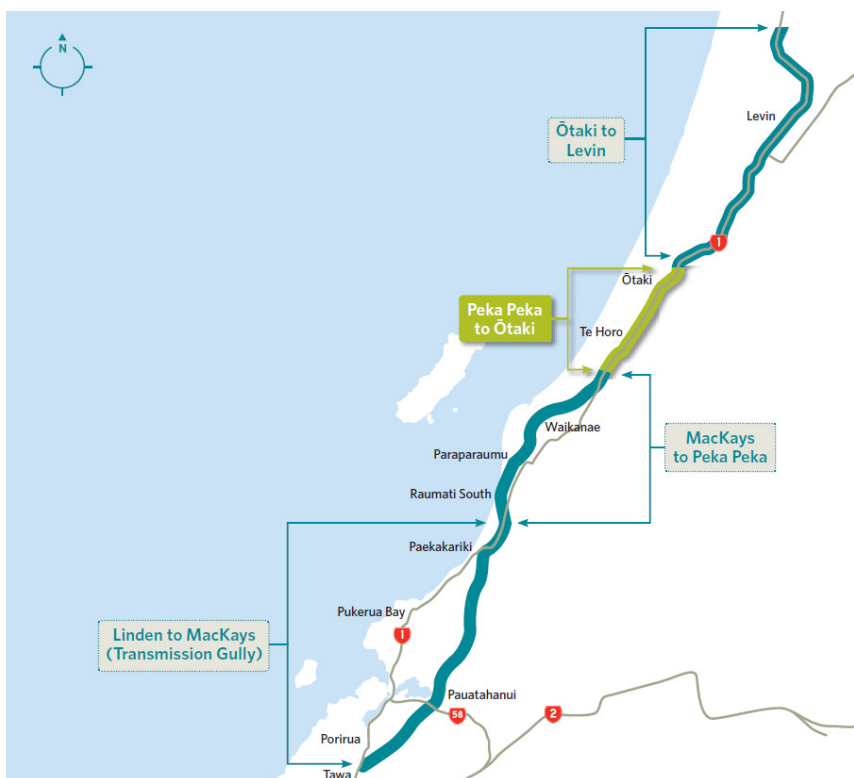 N
Levin
Ōtaki to
Levin
1
Ōtaki
Peka Peka
to Ōtaki
Te Horo
Waikanae
MacKays
to Peka Peka
Paraparaumu
Raumati South
Paekakariki
Pukerua Bay
1
Linden to MacKays
(Transmission Gully)
Pauatahanui
58
2
Porirua
Tawa